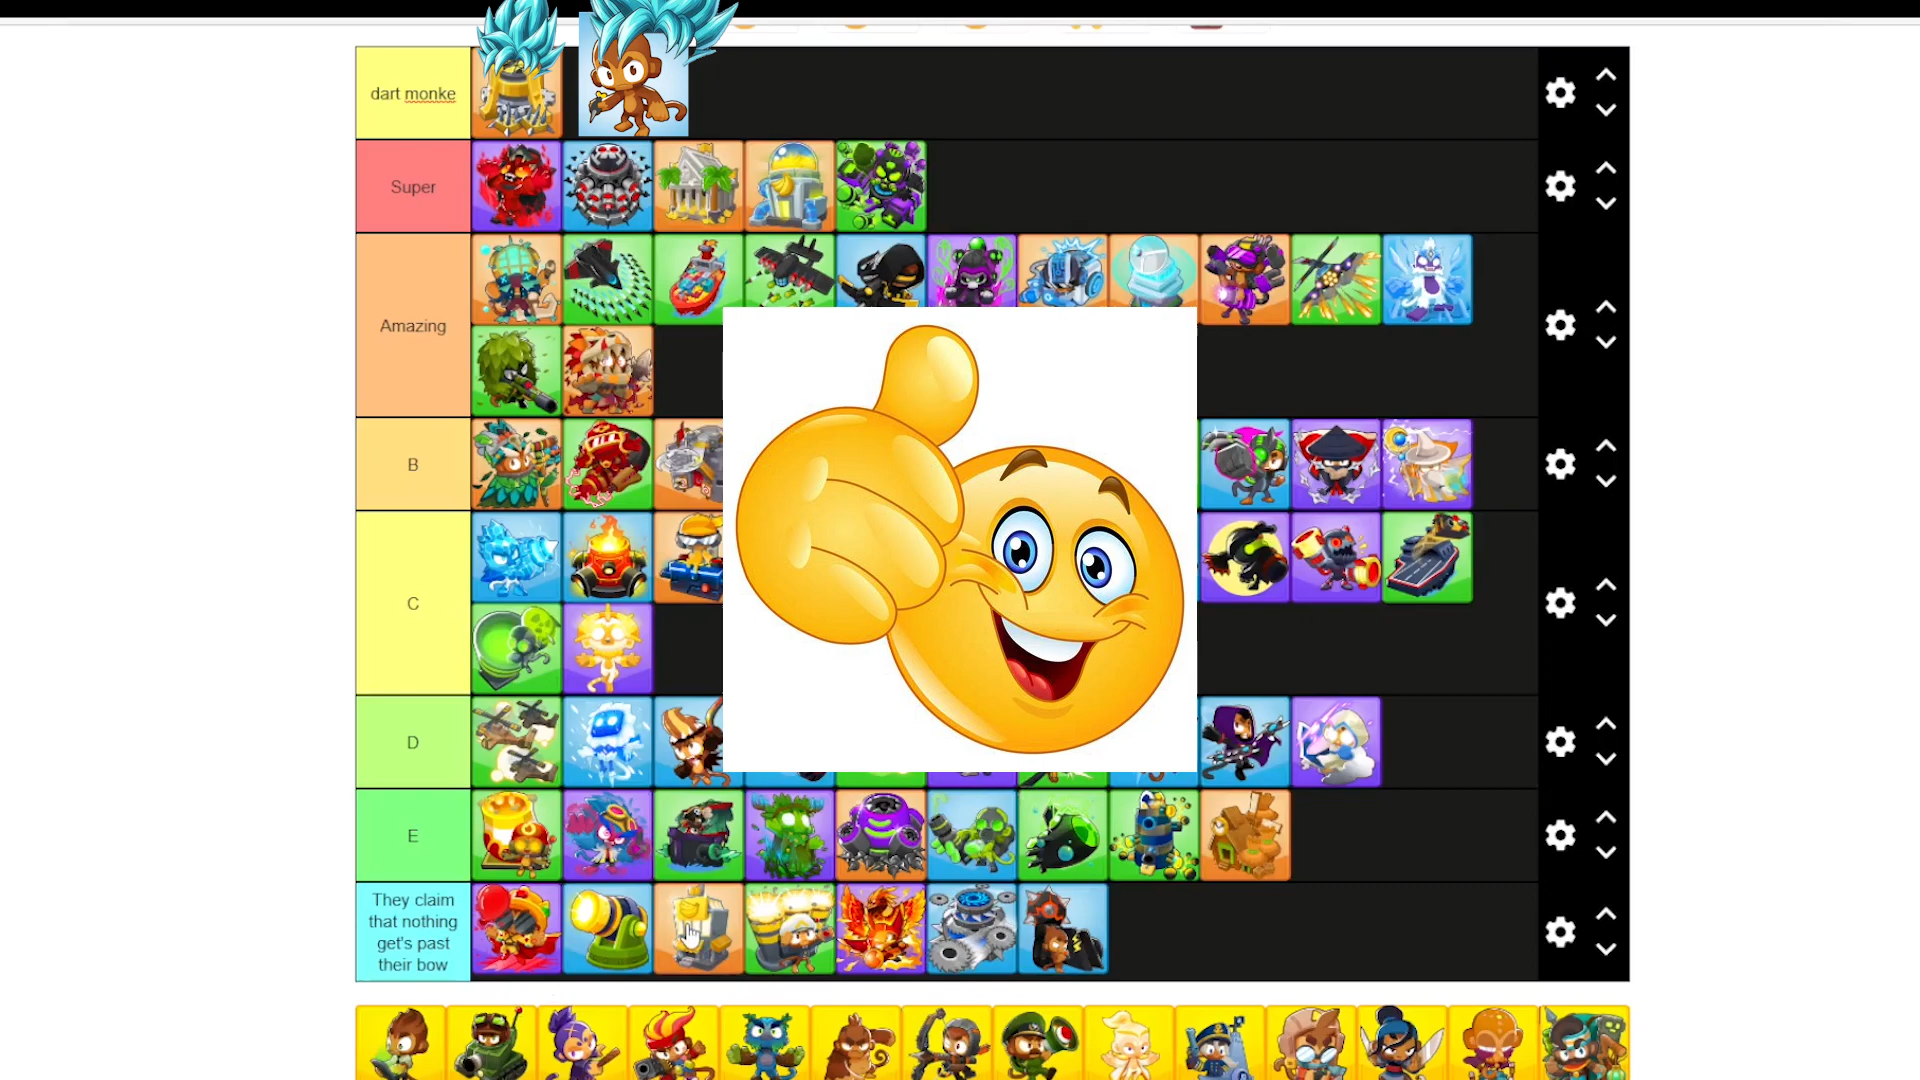 dart monke
Super
Amazing
B
C
D
E
They claim
that nothing
get's past
their bow